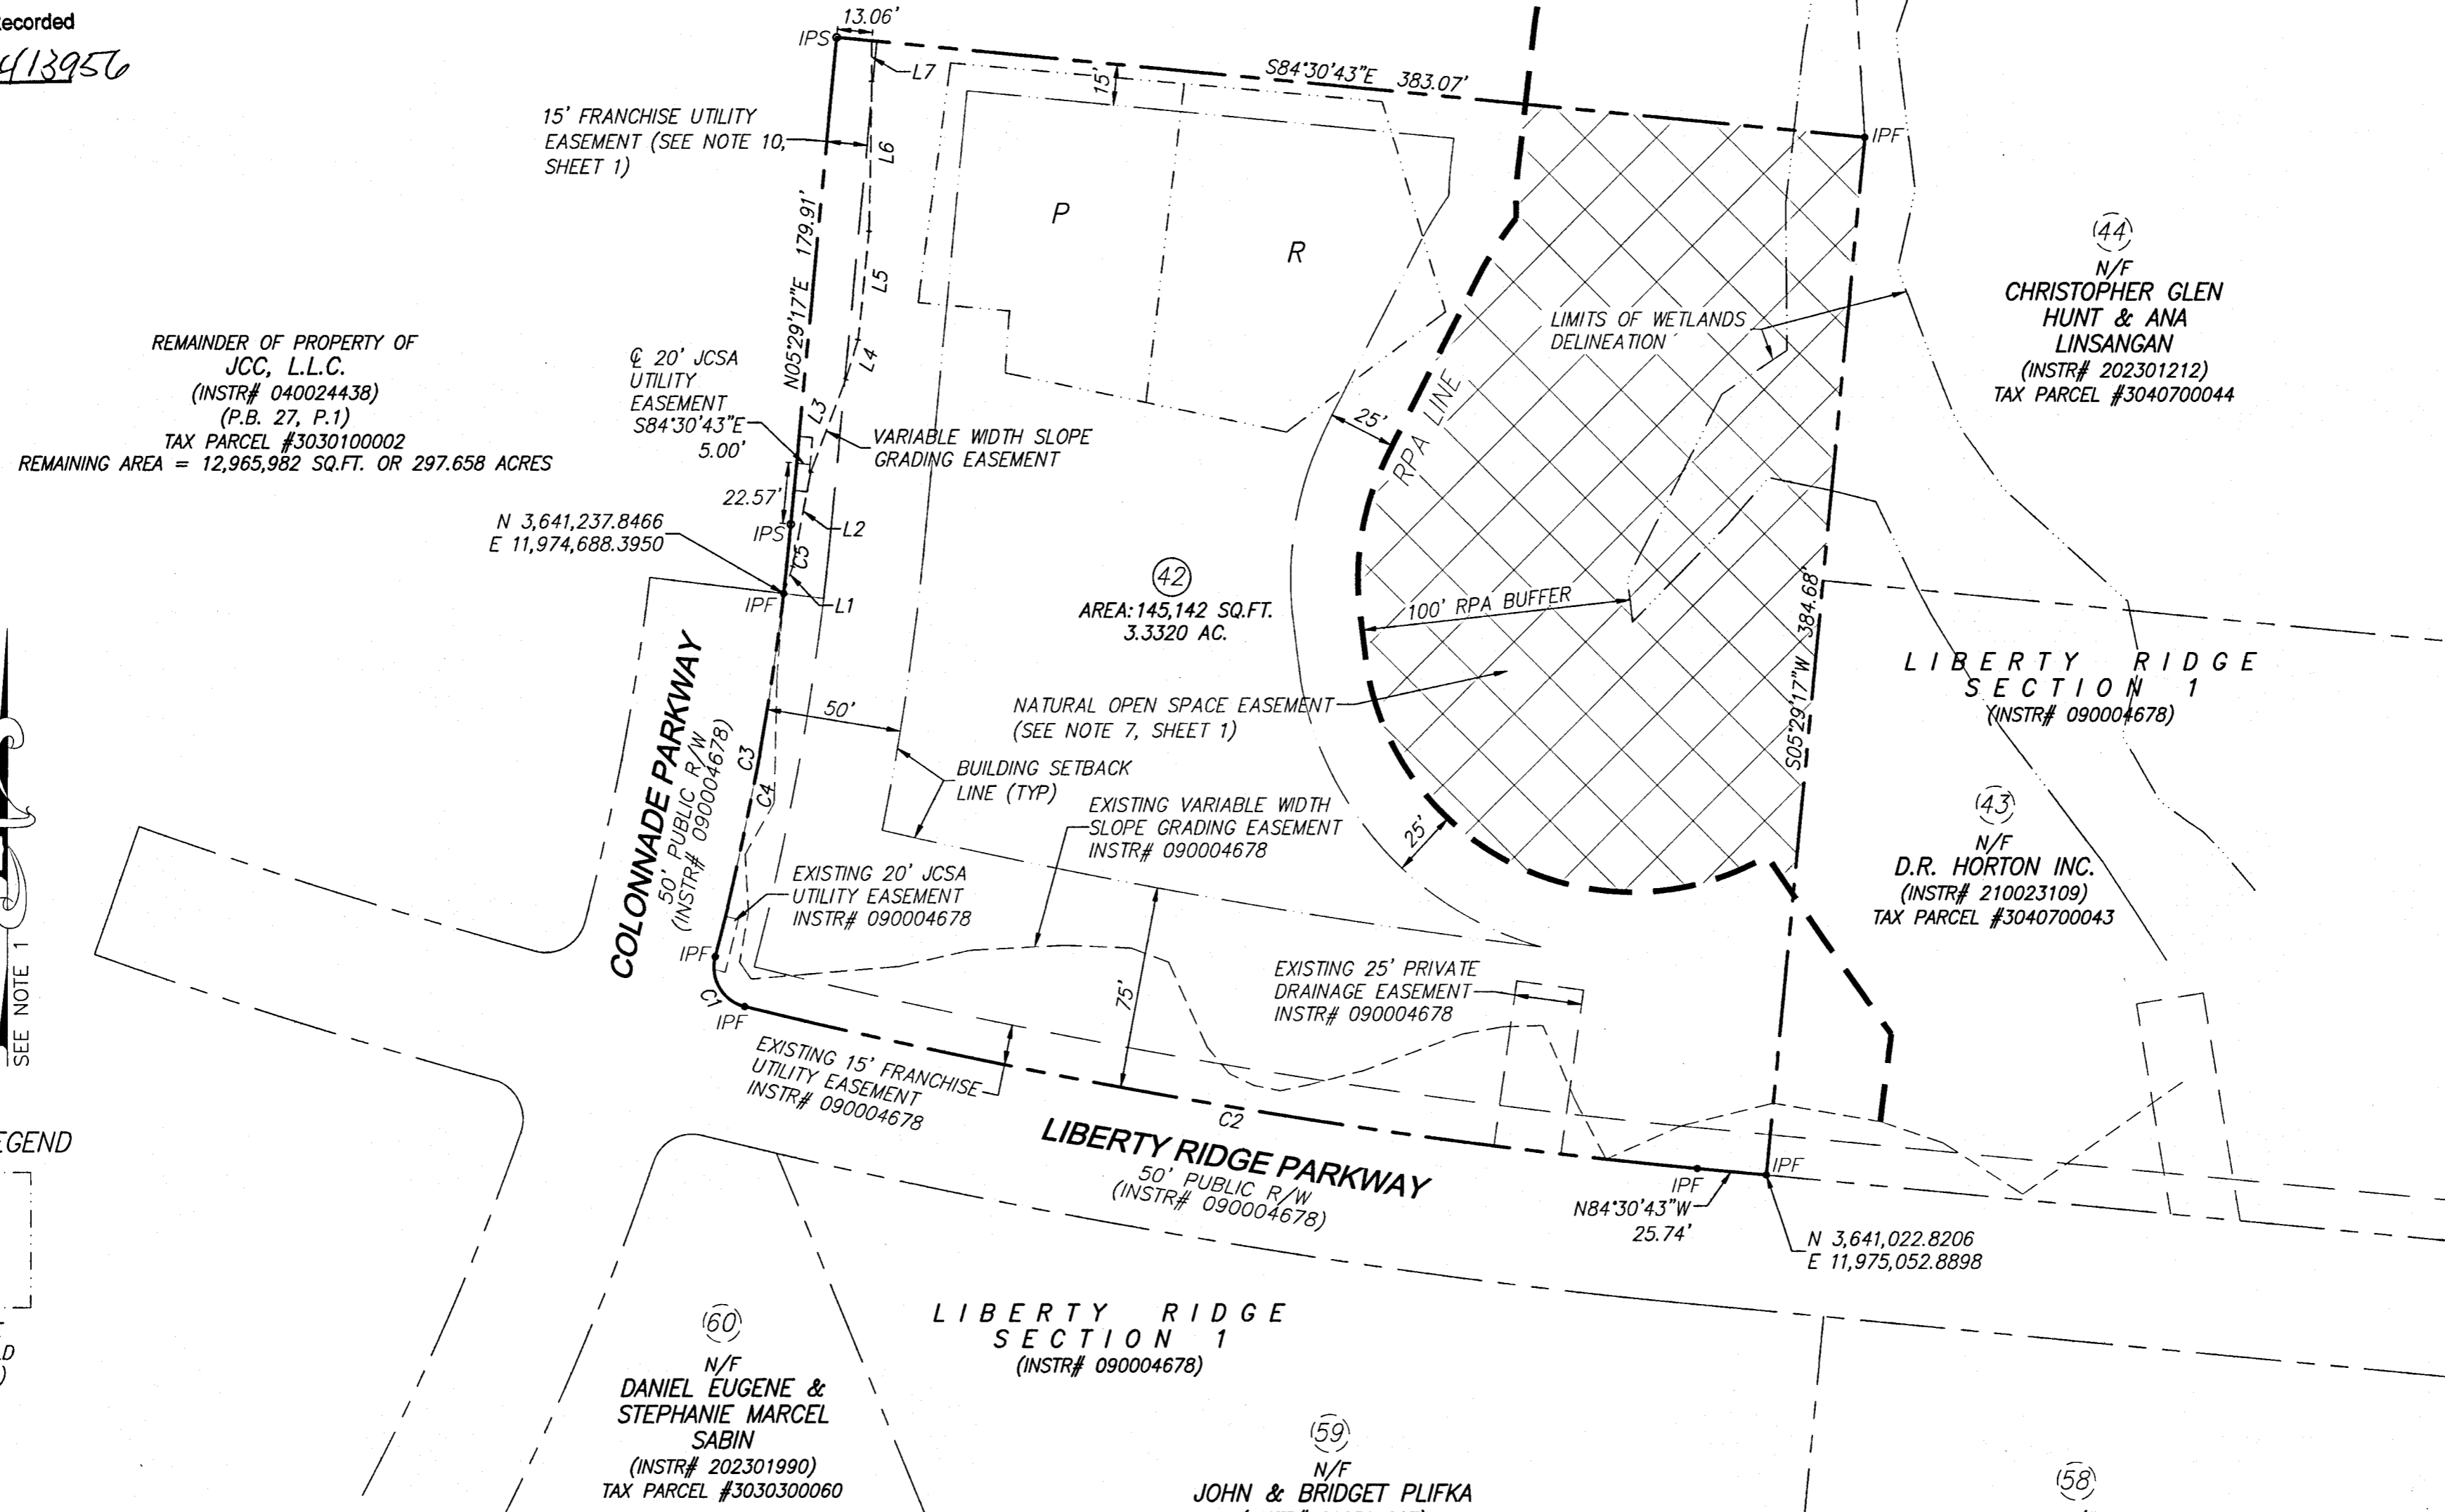 ecorded
413956
13.06'
IPS
L7
S84°30'43"E 383.07'
15'
15' FRANCHISE UTILITY
EASEMENT (SEE NOTE 10,
SHEET 1)
L6
IPF
P
R
N05°29'17"E 179.91'
L5
LIMITS OF WETLANDS
DELINEATION
44
N/F
CHRISTOPHER GLEN
HUNT & ANA
LINSANGAN
(INSTR# 202301212)
TAX PARCEL #3040700044
REMAINDER OF PROPERTY OF
JCC, L.L.C.
(INSTR# 040024438)
(P.B. 27, P.1)
TAX PARCEL #3030100002
REMAINING AREA = 12,965,982 SQ.FT. OR 297.658 ACRES
℄ 20' JCSA
UTILITY
EASEMENT
S84°30'43"E
5.00'
L4
L3
VARIABLE WIDTH SLOPE
GRADING EASEMENT
25'
RPA LINE
22.57'
IPS
L2
C5
N 3,641,237.8466
E 11,974,688.3950
IPF
L1
42
AREA: 145,142 SQ.FT.
3.3320 AC.
100' RPA BUFFER
S05°29'17"W 384.68'
LIBERTY RIDGE
SECTION 1
(INSTR# 090004678)
COLONNADE PARKWAY
50' PUBLIC R/W
(INSTR# 090004678)
50'
C3
C4
NATURAL OPEN SPACE EASEMENT
(SEE NOTE 7, SHEET 1)
BUILDING SETBACK
LINE (TYP)
EXISTING VARIABLE WIDTH
SLOPE GRADING EASEMENT
INSTR# 090004678
25'
43
N/F
D.R. HORTON INC.
(INSTR# 210023109)
TAX PARCEL #3040700043
EXISTING 20' JCSA
UTILITY EASEMENT
INSTR# 090004678
IPF
C1
IPF
75'
EXISTING 25' PRIVATE
DRAINAGE EASEMENT
INSTR# 090004678
SEE NOTE 1
EXISTING 15' FRANCHISE
UTILITY EASEMENT
INSTR# 090004678
C2
LIBERTY RIDGE PARKWAY
50' PUBLIC R/W
(INSTR# 090004678)
IPF
IPF
N84°30'43"W
25.74'
N 3,641,022.8206
E 11,975,052.8898
EGEND
D
)
LIBERTY RIDGE
SECTION 1
(INSTR# 090004678)
60
N/F
DANIEL EUGENE &
STEPHANIE MARCEL
SABIN
(INSTR# 202301990)
TAX PARCEL #3030300060
59
N/F
JOHN & BRIDGET PLIFKA
58